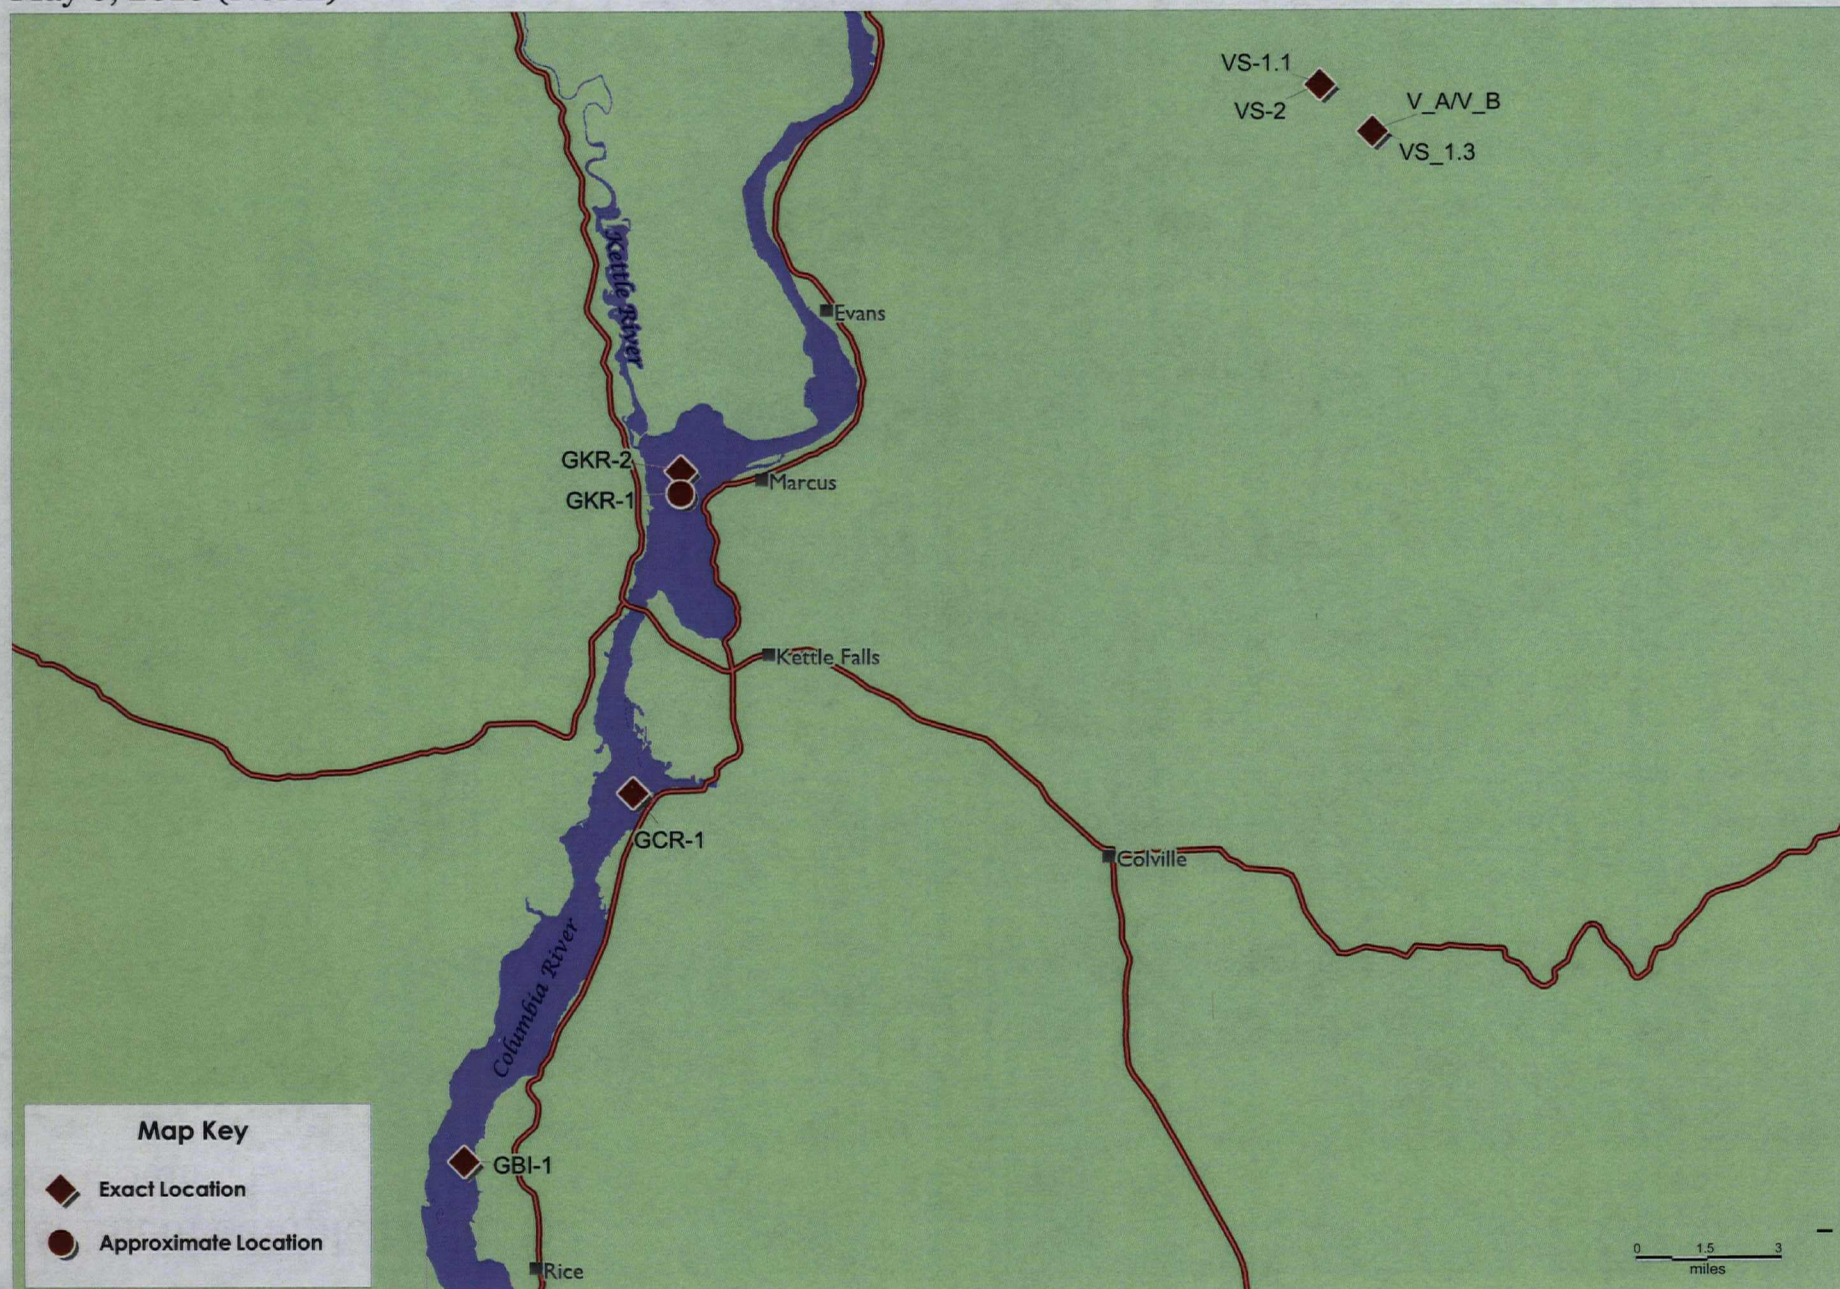 VS-1.1
V_A/V_B
VS-2
VS_1.3
Kettle River
Evans
GKR-2
Marcus
GKR-1
Kettle Falls
GCR-1
Colville
Columbia River
Map Key
GBI-1
Exact Location
Approximate Location
0 1.5 3
miles
Rice